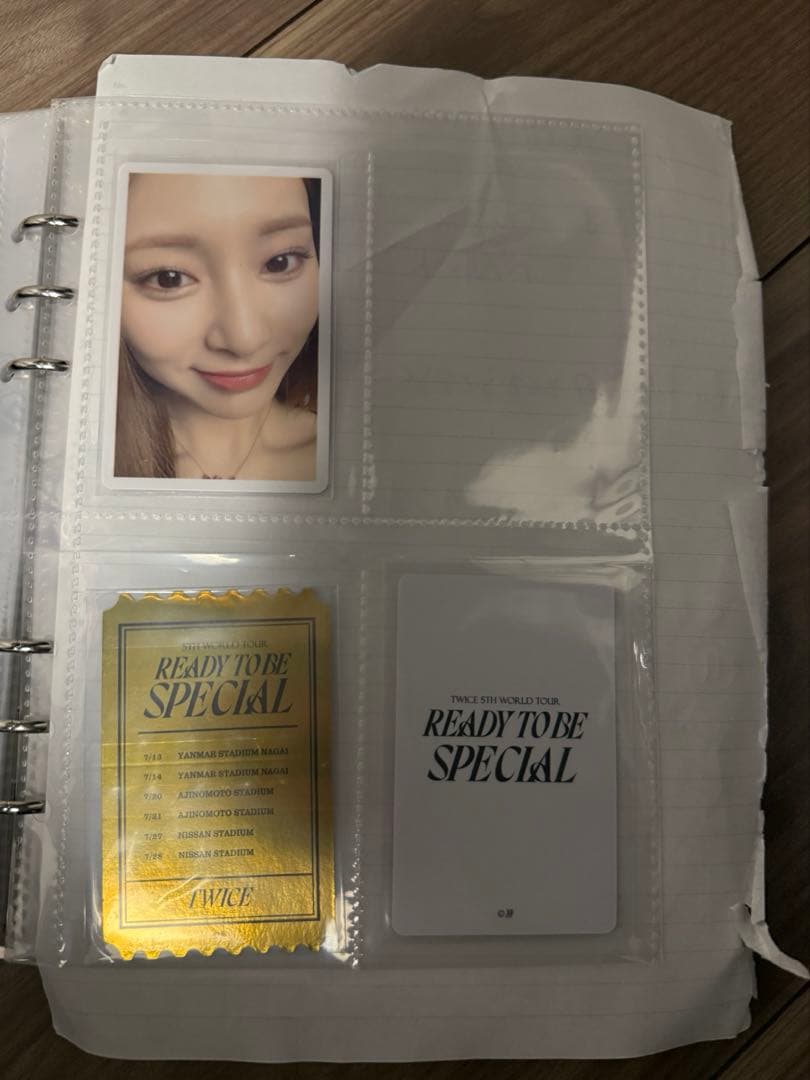 No.
5TH WORLD TOUR
READY TO BE
SPECIAL
7/13 YANMAR STADIUM NAGAI
7/14 YANMAR STADIUM NAGAI
7/20 AJINOMOTO STADIUM
7/21 AJINOMOTO STADIUM
7/27 NISSAN STADIUM
7/28 NISSAN STADIUM
TWICE
TWICE 5TH WORLD TOUR
READY TO BE
SPECIAL
© JYP